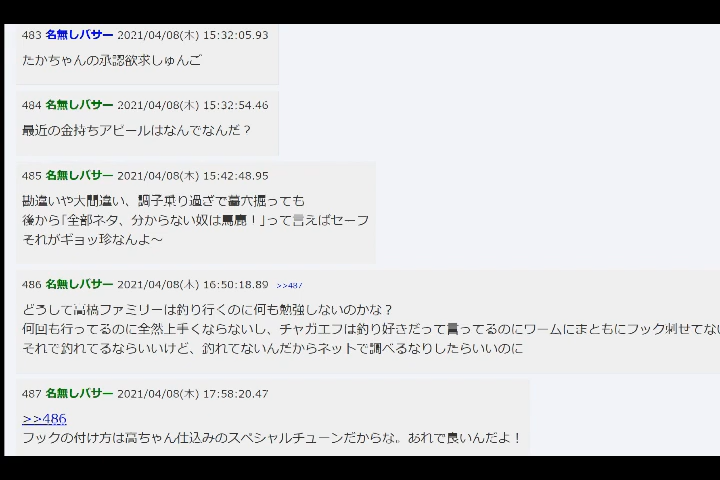 483 名無しバサー 2021/04/08(木) 15:32:05.93
たかちゃんの承認欲求しゅんご
484 名無しバサー 2021/04/08(木) 15:32:54.46
最近の金持ちアピールはなんでなんだ？
485 名無しバサー 2021/04/08(木) 15:42:48.95
勘違いや大間違い、調子乗り過ぎで墓穴掘っても
後から｢全部ネタ、分からない奴は馬鹿！｣って言えばセーフ
それがギョッ珍なんよ～
486 名無しバサー 2021/04/08(木) 16:50:18.89 >>487
どうして高橋ファミリーは釣り行くのに何も勉強しないのかな？
何回も行ってるのに全然上手くならないし、チャガエフは釣り好きだって言ってるのにワームにまともにフック刺せてない
それで釣れてるならいいけど、釣れてないんだからネットで調べるなりしたらいいのに
487 名無しバサー 2021/04/08(木) 17:58:20.47
>>486
フックの付け方は高ちゃん仕込みのスペシャルチューンだからな。あれで良いんだよ！